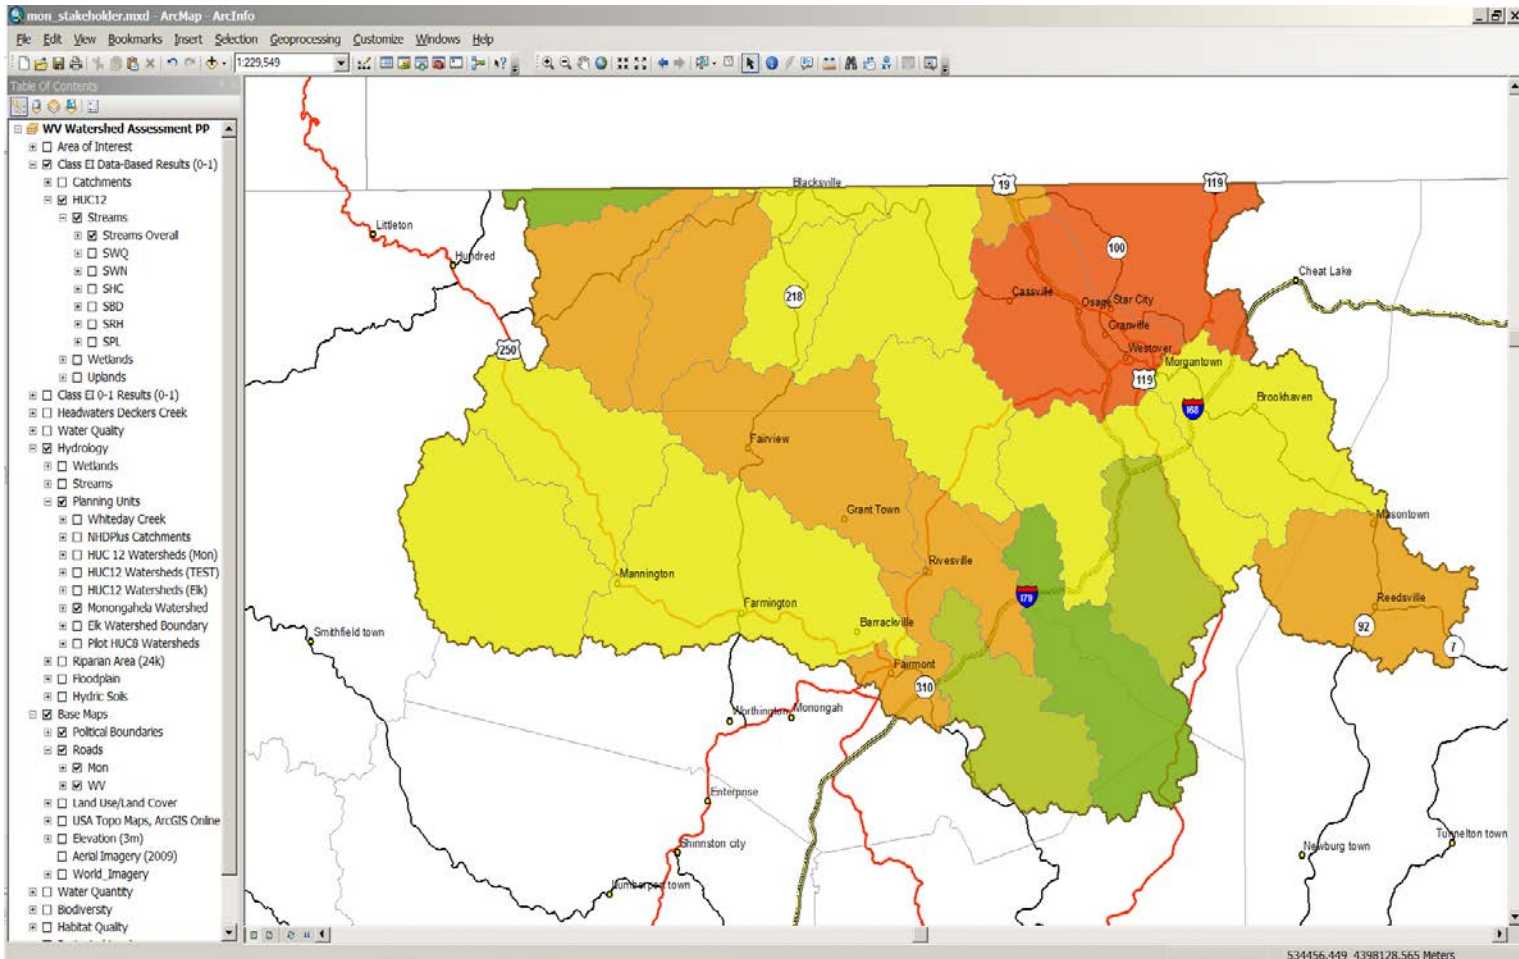 mon_stakeholder.mxd - ArcMap - ArcInfo
File Edit View Bookmarks Insert Selection Geoprocessing Customize Windows Help
1:229,549
Table Of Contents
WV Watershed Assessment PP
Area of Interest
Class EI Data-Based Results (0-1)
Catchments
HUC12
Streams
Streams Overall
SWQ
SWN
SHC
SBD
SRH
SPL
Wetlands
Uplands
Class EI 0-1 Results (0-1)
Headwaters Deckers Creek
Water Quality
Hydrology
Wetlands
Streams
Planning Units
Whiteday Creek
NHDPlus Catchments
HUC 12 Watersheds (Mon)
HUC12 Watersheds (TEST)
HUC12 Watersheds (Elk)
Monongahela Watershed
Elk Watershed Boundary
Pilot HUC8 Watersheds
Riparian Area (24k)
Floodplain
Hydric Soils
Base Maps
Political Boundaries
Roads
Mon
WV
Land Use/Land Cover
USA Topo Maps, ArcGIS Online
Elevation (3m)
Aerial Imagery (2009)
World_Imagery
Water Quantity
Biodiversity
Habitat Quality
Blacksville
19
119
Littleton
Hundred
100
Cheat Lake
218
Cassville
Osage
Star City
Granville
Westover
250
Morgantown
119
I68
Brookhaven
Fairview
Grant Town
Masontown
Rivesville
Mannington
I79
Farmington
Reedsville
Barrackville
92
Smithfield town
7
Fairmont
310
Worthington
Monongah
Enterprise
Shinnston city
Newburg town
Tunnelton town
Lumberport town
534456.449 4398128.565 Meters